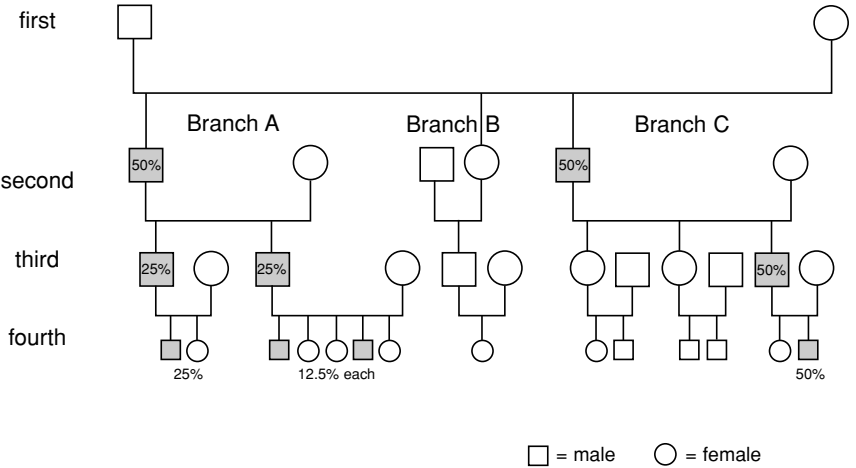 first
Branch A
Branch B
Branch C
50%
50%
second
third
25%
25%
50%
fourth
25%
12.5% each
50%
= male
= female